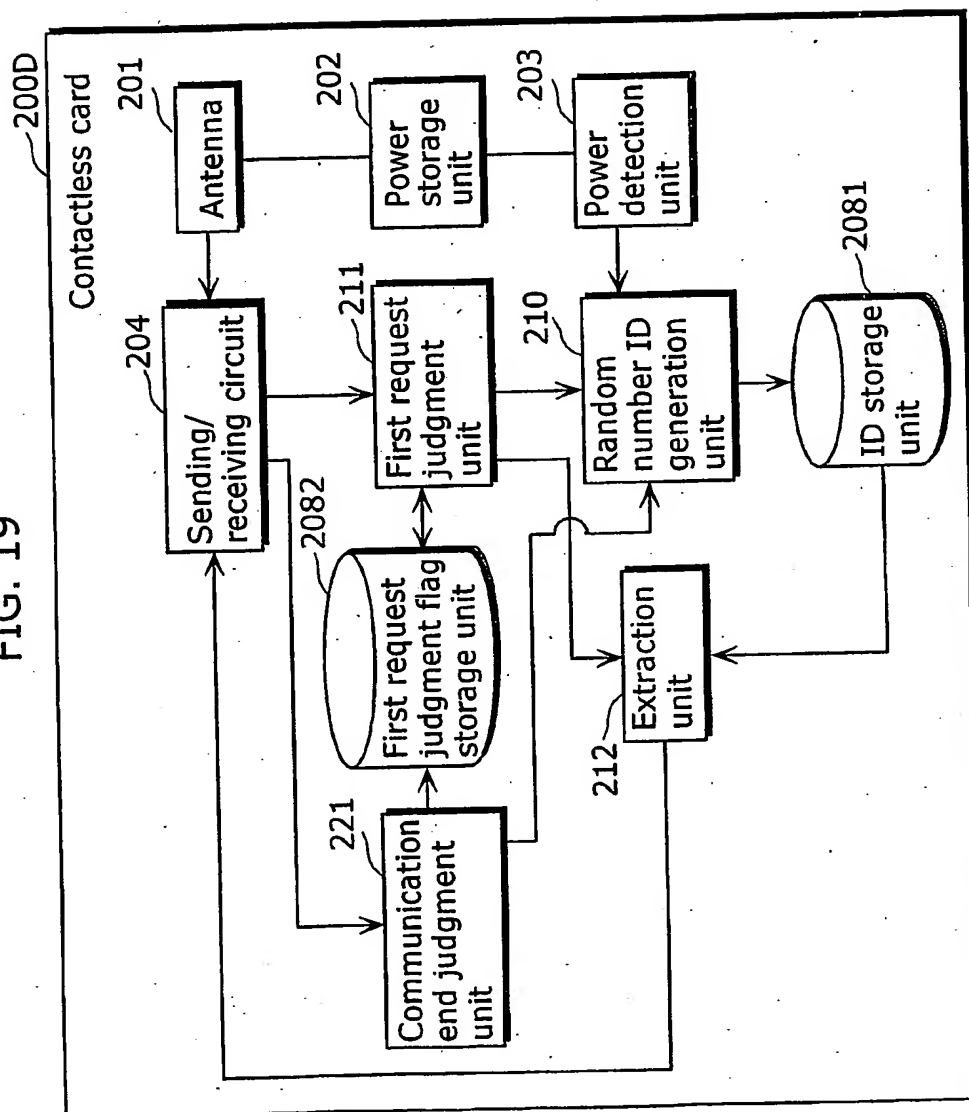 FIG. 19
200D
Contactless card
201
Antenna
202
Power
storage
unit
203
Power
detection
unit
204
Sending/
receiving circuit
211
First request
judgment
unit
210
Random
number ID
generation
unit
2081
ID storage
unit
2082
First request
judgment flag
storage unit
212
Extraction
unit
221
Communication
end judgment
unit